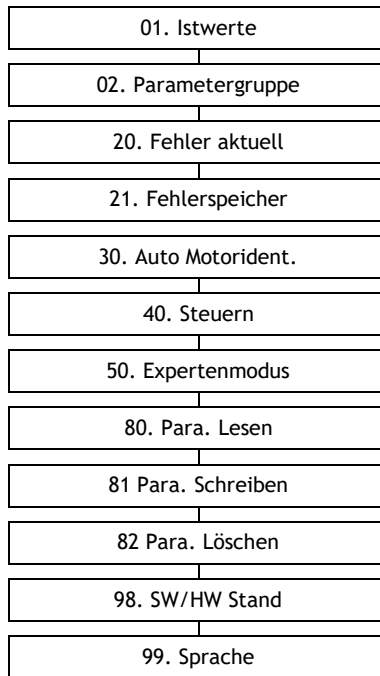 01. Istwerte
02. Parametergruppe
20. Fehler aktuell
21. Fehlerspeicher
30. Auto Motorident.
40. Steuern
50. Expertenmodus
80. Para. Lesen
81 Para. Schreiben
82 Para. Löschen
98. SW/HW Stand
99. Sprache